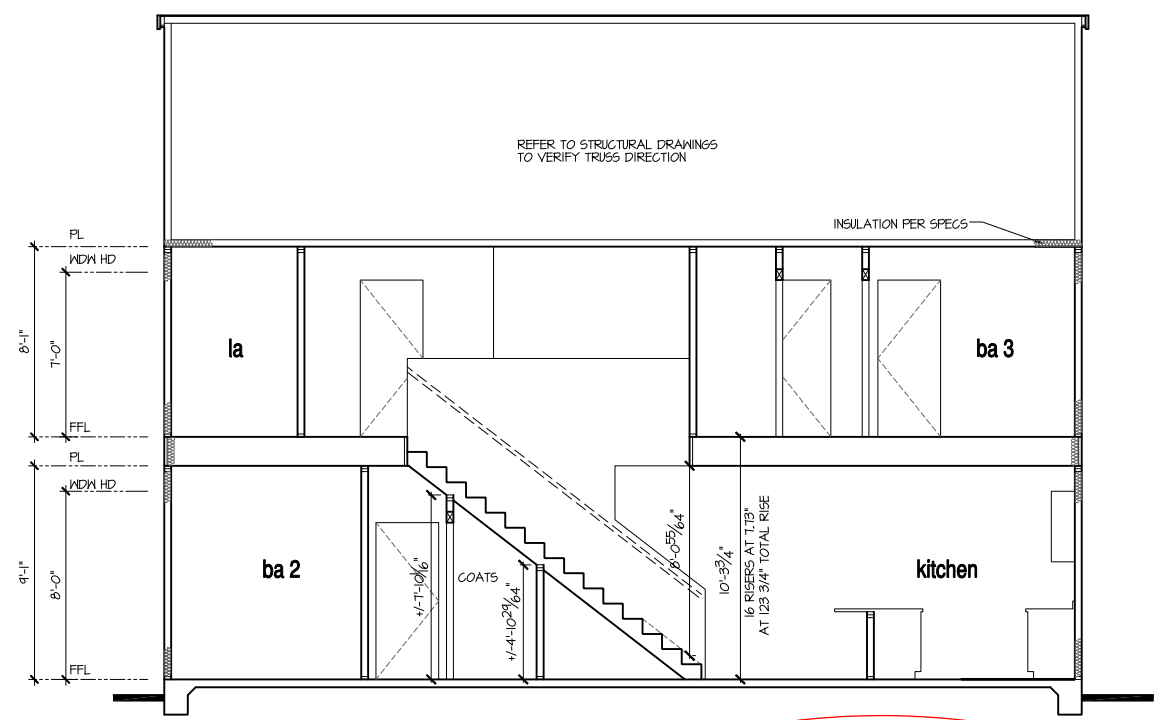 REFER TO STRUCTURAL DRAWINGS
TO VERIFY TRUSS DIRECTION
INSULATION PER SPECS
PL
WDW HD
8'-1"
7'-0"
la
ba 3
FFL
PL
WDW HD
9'-1"
8'-0"
ba 2
+/-7'-10 1/16"
COATS
+/-4'-10 29/64"
8'-0 55/64"
10'-3 3/4"
16 RISERS AT 7.73"
AT 123 3/4" TOTAL RISE
kitchen
FFL